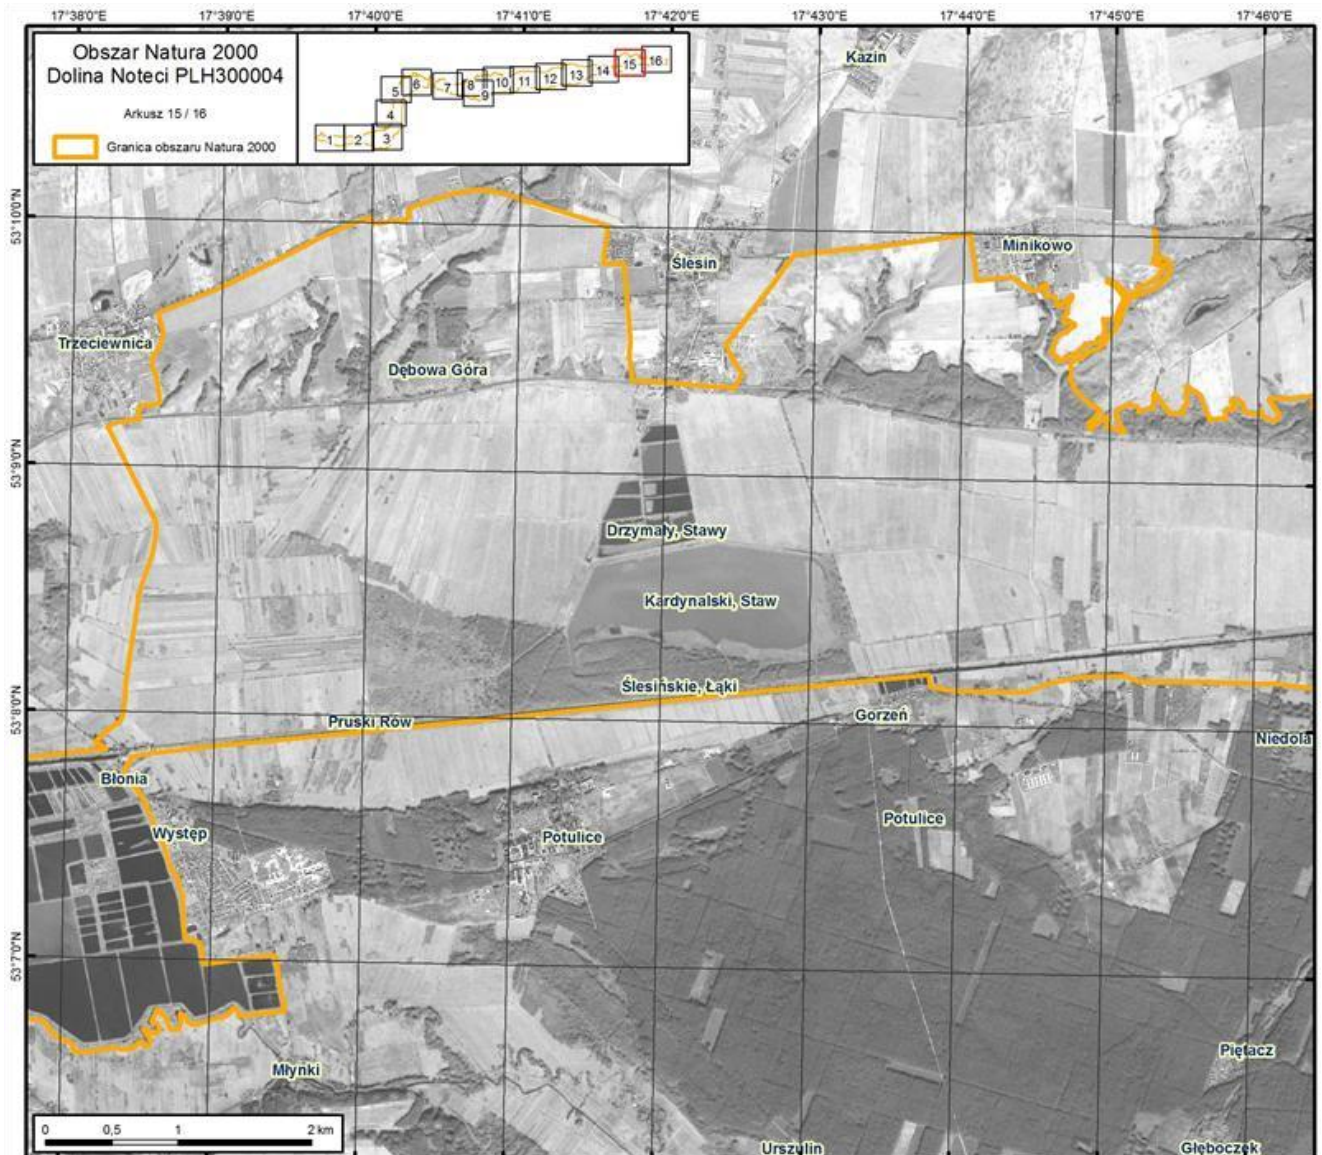 17°38'0"E 17°39'0"E 17°40'0"E 17°41'0"E 17°42'0"E 17°43'0"E 17°44'0"E 17°45'0"E 17°46'0"E
Obszar Natura 2000
Dolina Noteci PLH300004
Arkusz 15 / 16
Granica obszaru Natura 2000
1 2 3 4 5 6 7 8 9 10 11 12 13 14 15 16
Kazin
53°10'0"N
Minikowo
Ślesin
Trzeciewnica
Dębowa Góra
53°9'0"N
Drzymały, Stawy
Kardynalski, Staw
Ślesińskie, Łąki
53°8'0"N
Pruski Rów
Gorzeń
Niedola
Błonia
Występ
Potulice
Potulice
53°7'0"N
Młynki
Piętacz
0 0,5 1 2 km
Urszulin
Głęboczek